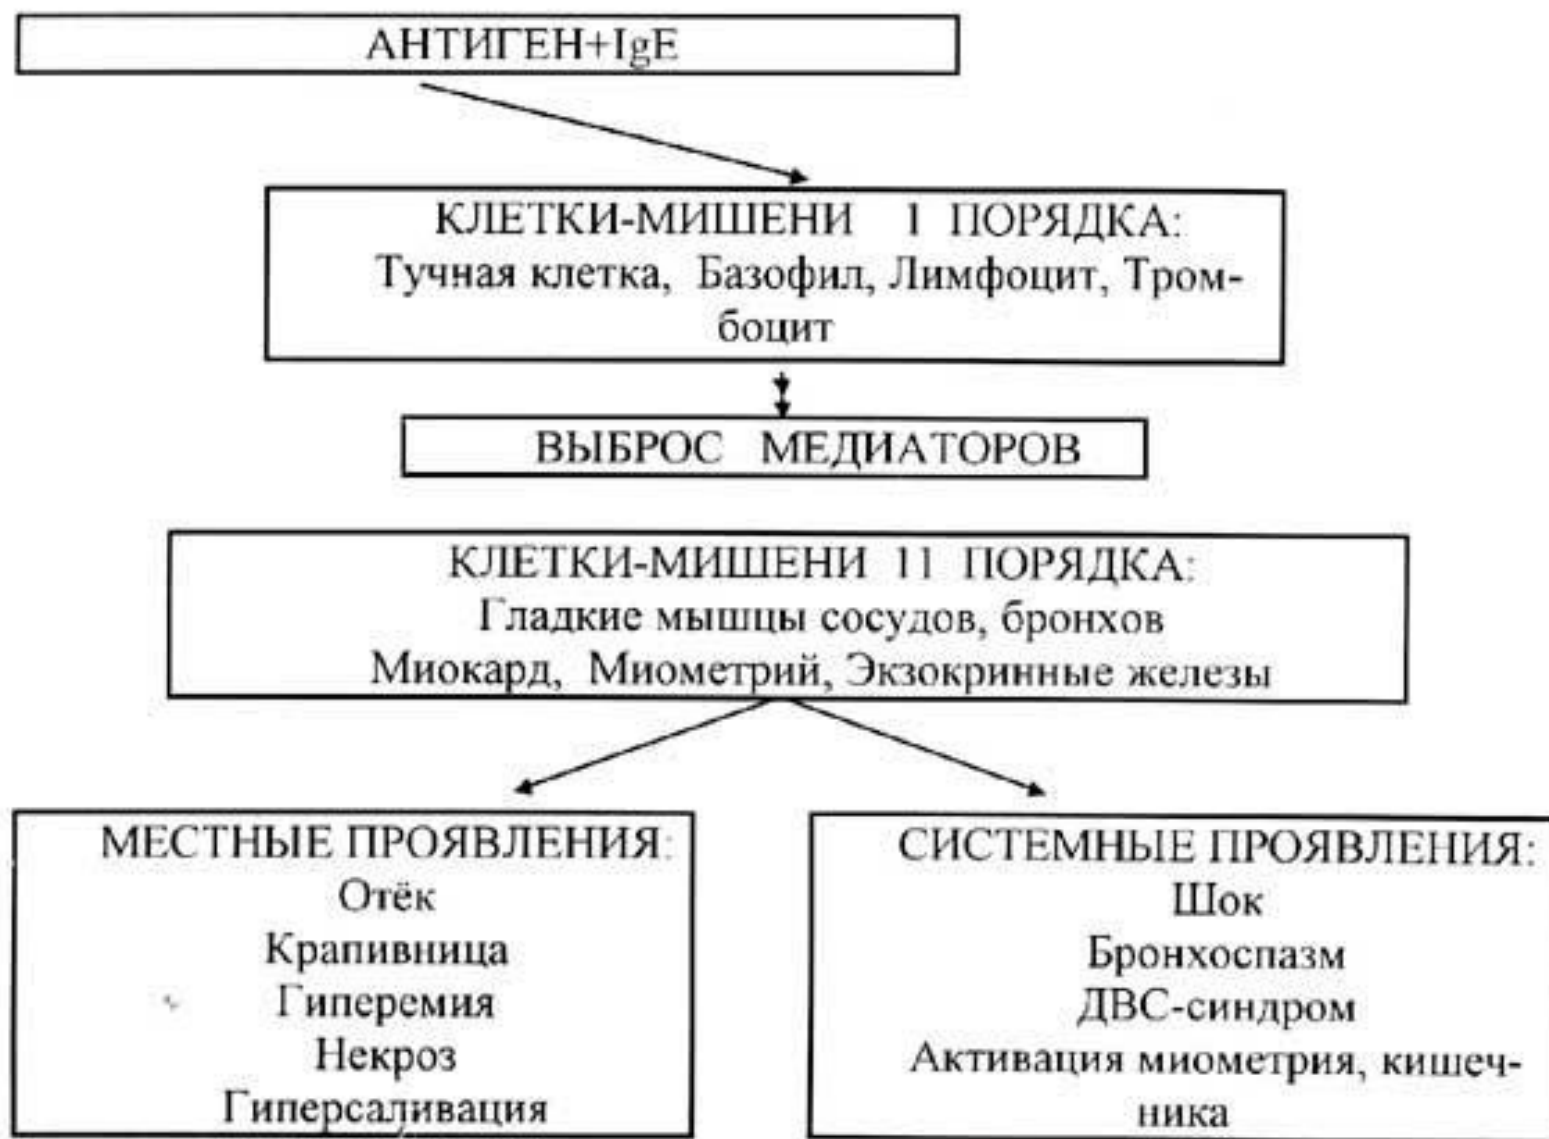 АНТИГЕН+IgE
КЛЕТКИ-МИШЕНИ 1 ПОРЯДКА:
Тучная клетка, Базофил, Лимфоцит, Тром-
боцит
ВЫБРОС МЕДИАТОРОВ
КЛЕТКИ-МИШЕНИ 11 ПОРЯДКА:
Гладкие мышцы сосудов, бронхов
Миокард, Миометрий, Экзокринные железы
МЕСТНЫЕ ПРОЯВЛЕНИЯ:
Отёк
Крапивница
Гиперемия
Некроз
Гиперсаливация
СИСТЕМНЫЕ ПРОЯВЛЕНИЯ:
Шок
Бронхоспазм
ДВС-синдром
Активация миометрия, кишеч-
ника